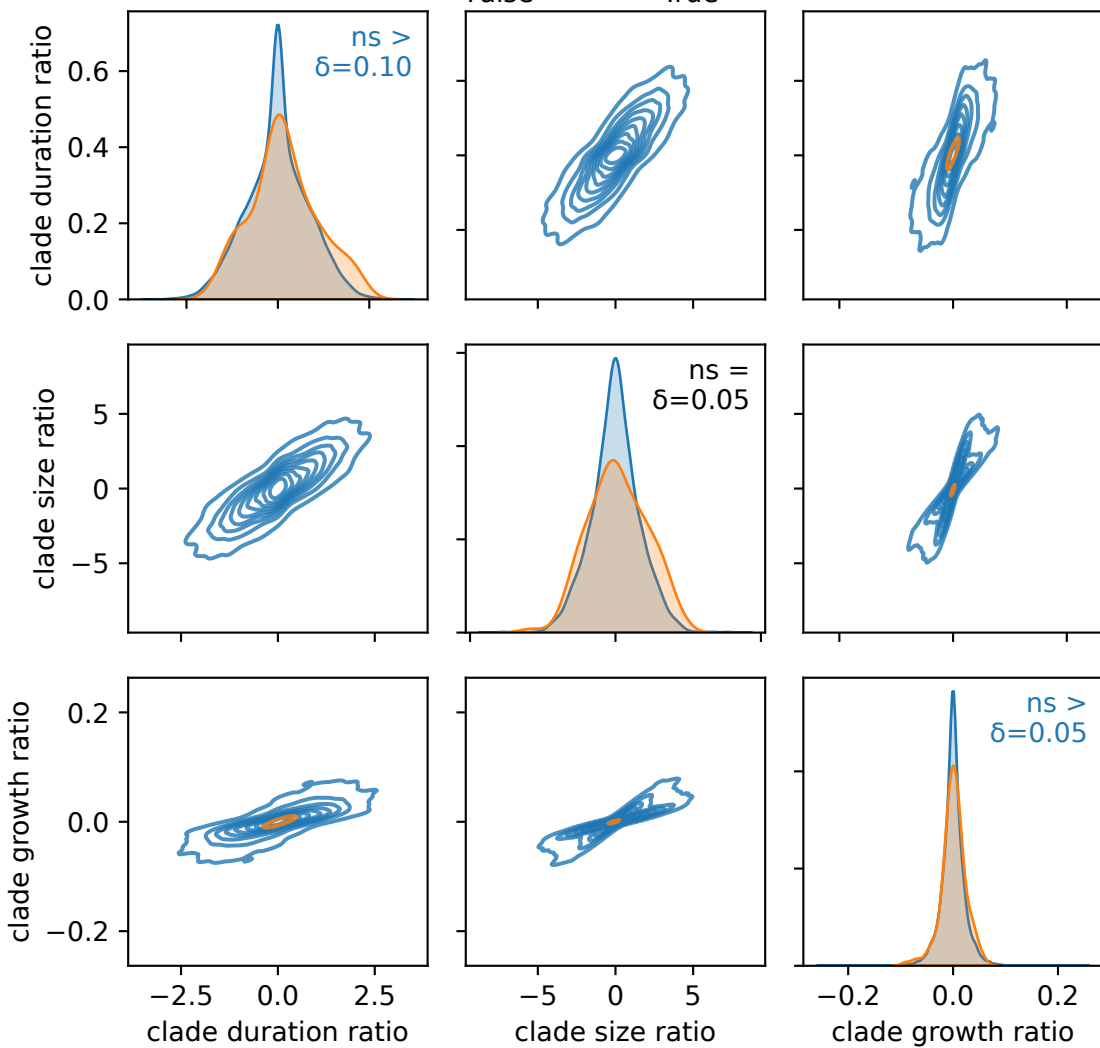 clade duration ratio
0.6
0.4
0.2
0.0
ns >
δ=0.10
clade size ratio
5
0
−5
ns =
δ=0.05
clade growth ratio
0.2
0.0
−0.2
ns >
δ=0.05
−2.5 0.0 2.5
−5 0 5
−0.2 0.0 0.2
clade duration ratio
clade size ratio
clade growth ratio